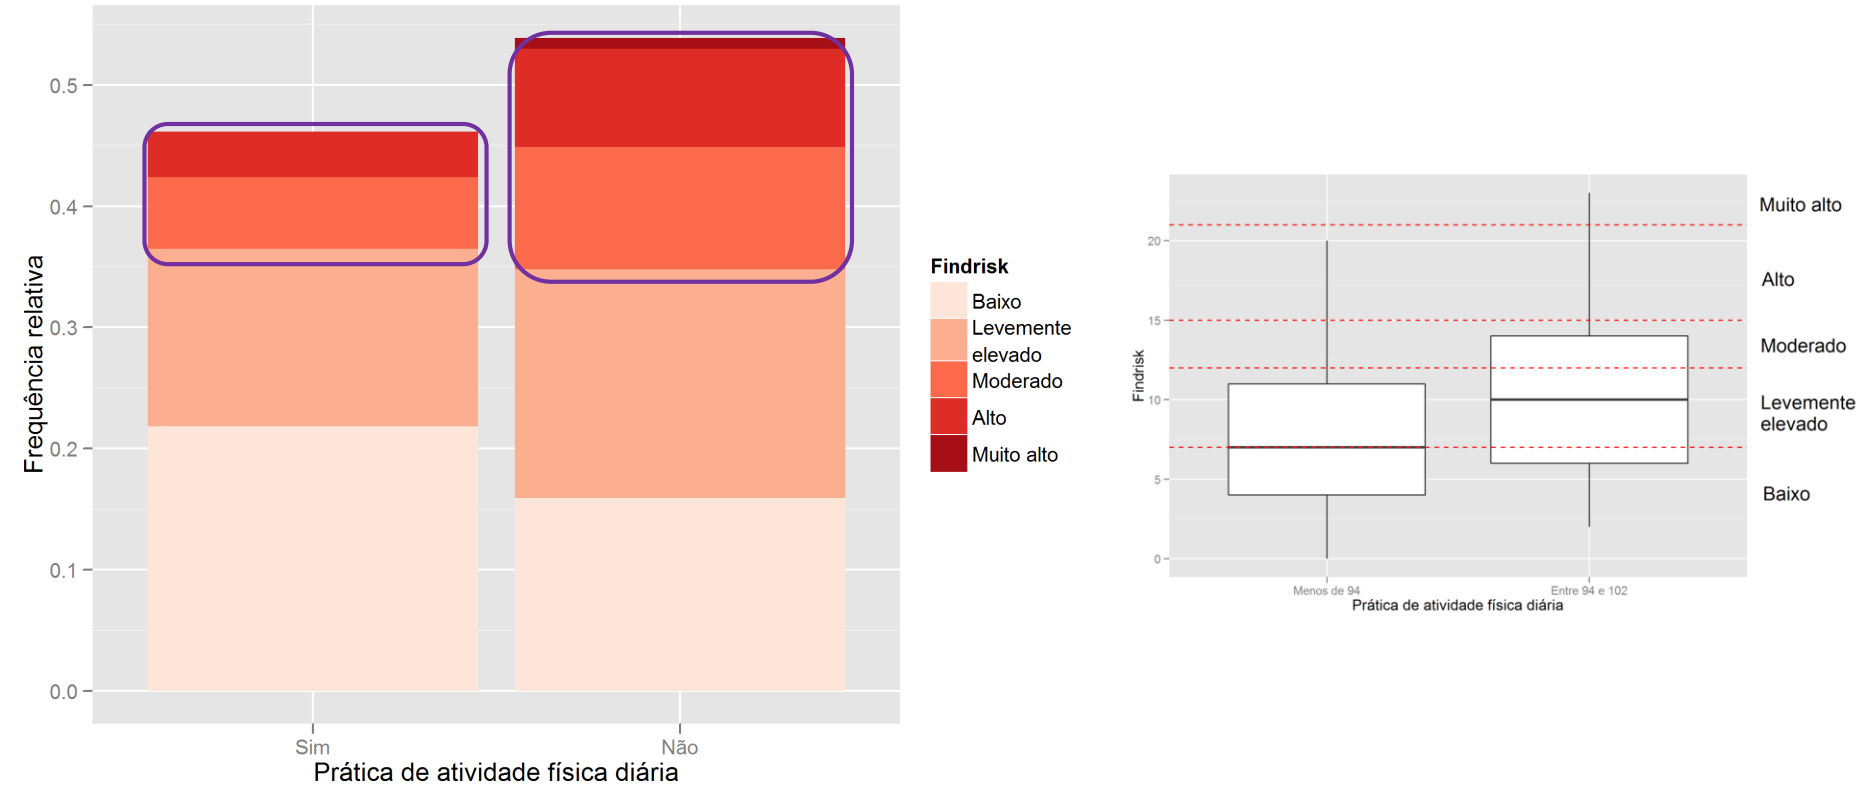 0.5
0.4
0.3
0.2
0.1
0.0
Frequência relativa
Sim
Não
Prática de atividade física diária
Findrisk
Baixo
Levemente
elevado
Moderado
Alto
Muito alto
20
15
10
5
0
Findrisk
Menos de 94
Entre 94 e 102
Prática de atividade física diária
Muito alto
Alto
Moderado
Levemente
elevado
Baixo